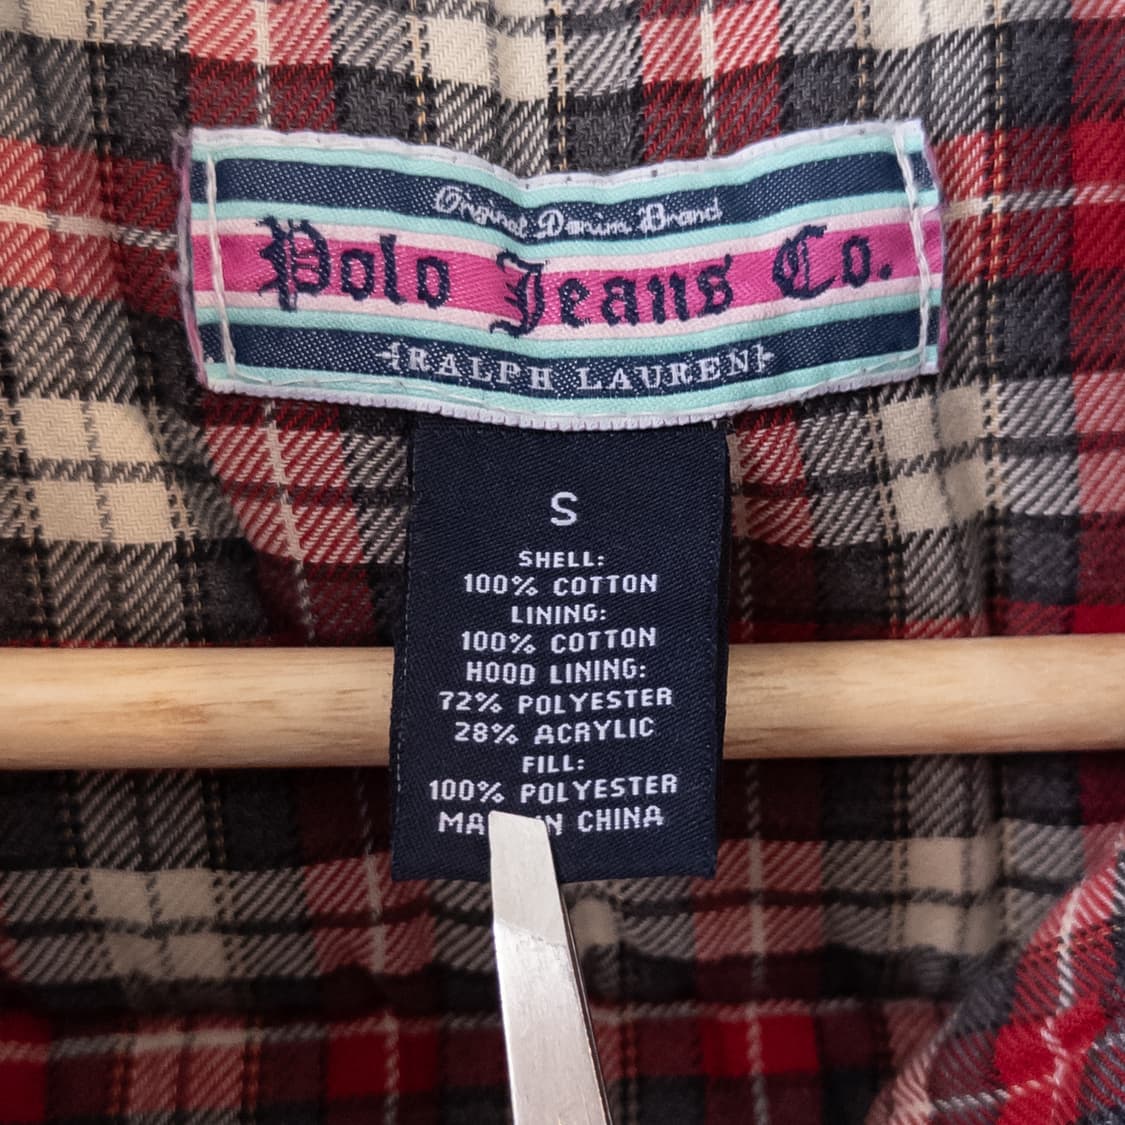 Original Denim Brand
Polo Jeans Co.
RALPH LAUREN
S
SHELL:
100% COTTON
LINING:
100% COTTON
HOOD LINING:
72% POLYESTER
28% ACRYLIC
FILL:
100% POLYESTER
CHINA